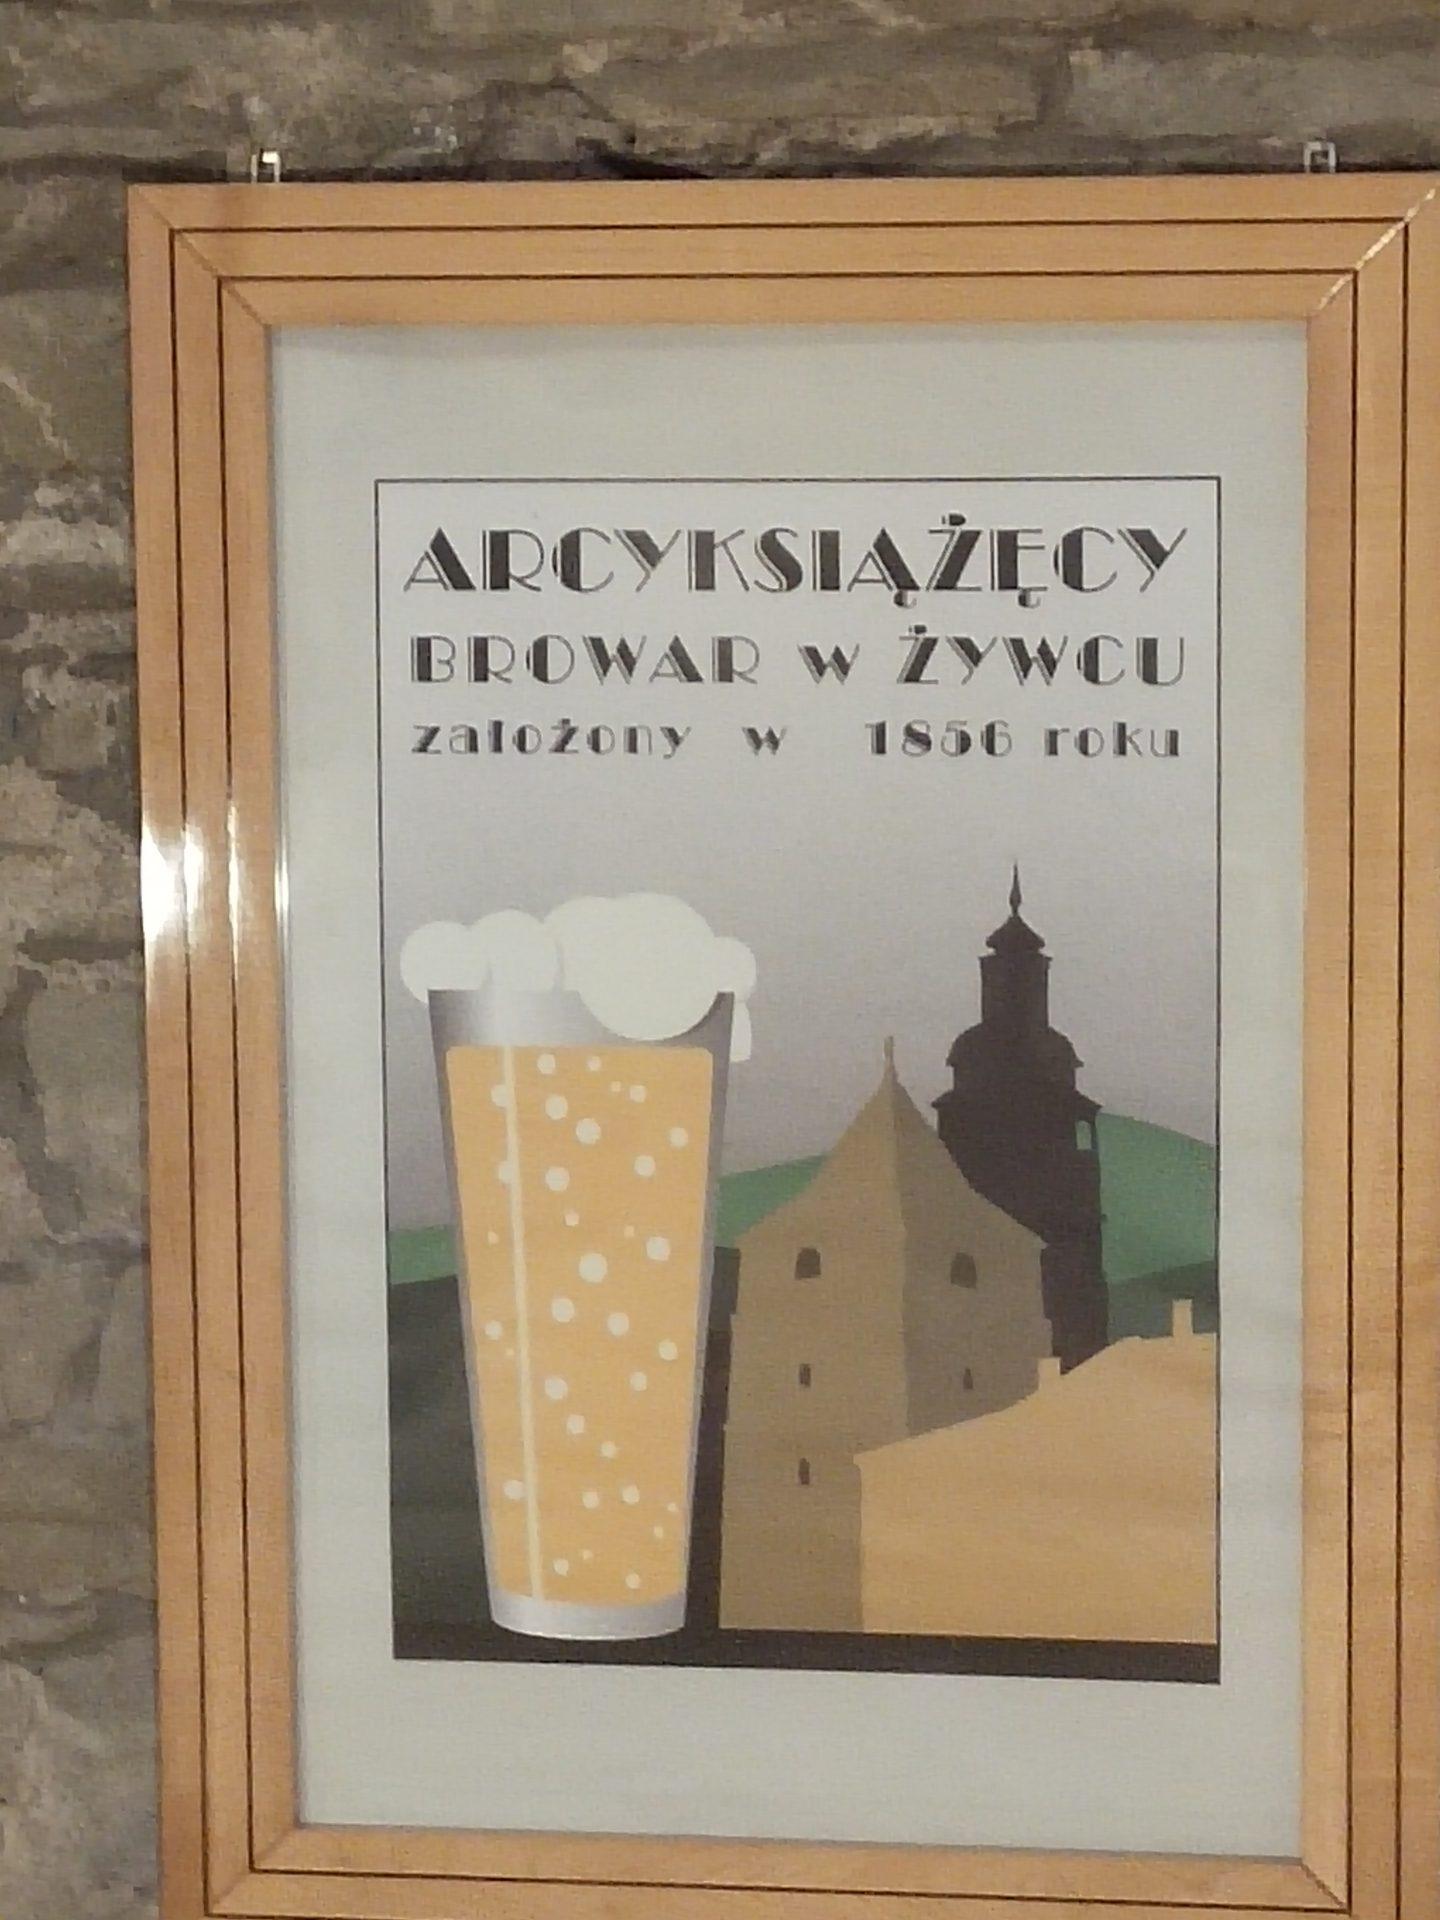 ARCYKSIĄŻĘCY
BROWAR w ŻYWCU
założony w 1856 roku